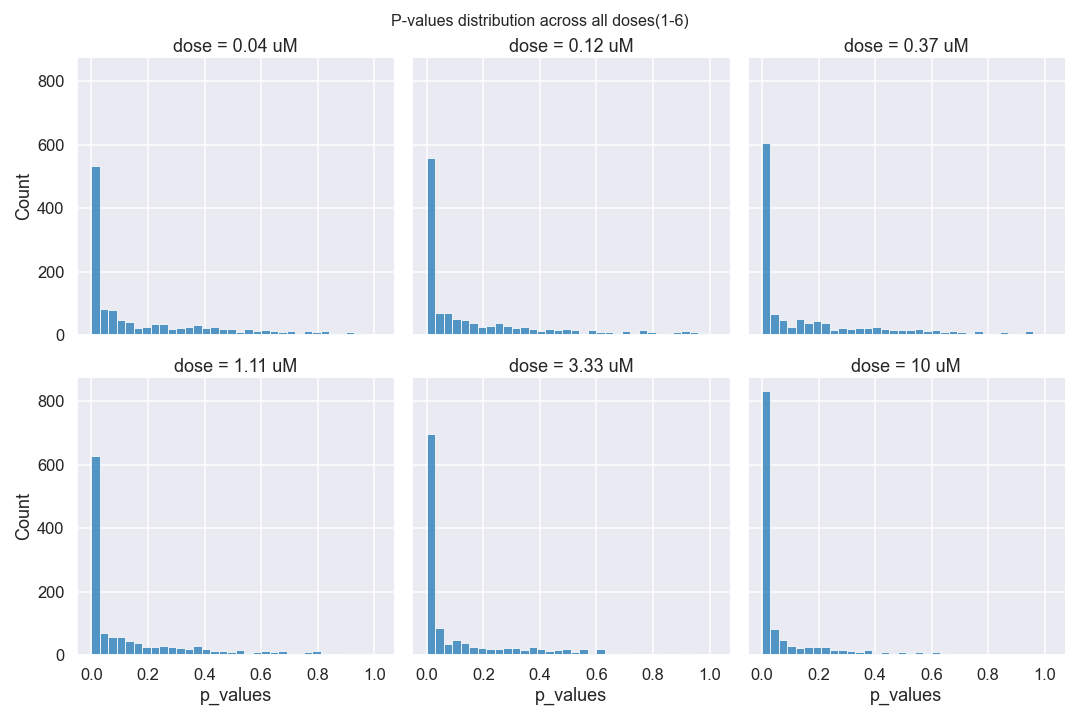 P-values distribution across all doses(1-6)
dose = 0.04 uM
dose = 0.12 uM
dose = 0.37 uM
800
600
400
200
0
Count
dose = 1.11 uM
dose = 3.33 uM
dose = 10 uM
800
600
400
200
0
Count
0.0 0.2 0.4 0.6 0.8 1.0
0.0 0.2 0.4 0.6 0.8 1.0
0.0 0.2 0.4 0.6 0.8 1.0
p_values
p_values
p_values